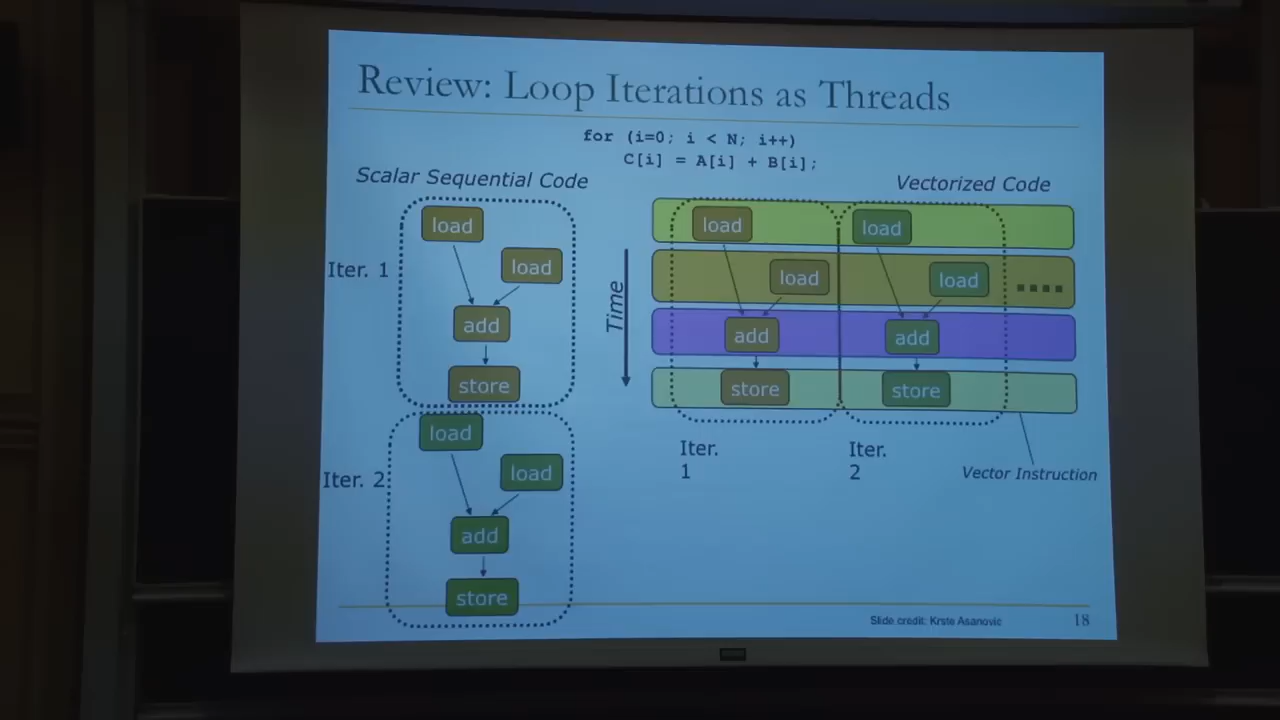 Review: Loop Iterations as Threads
for (i=0; i < N; i++)
C[i] = A[i] + B[i];
Scalar Sequential Code
Iter. 1
load
load
add
store
Iter. 2
load
load
add
store
Vectorized Code
Time
load
load
load
load
....
add
add
store
store
Iter.
1
Iter.
2
Vector Instruction
Slide credit: Krste Asanovic
18